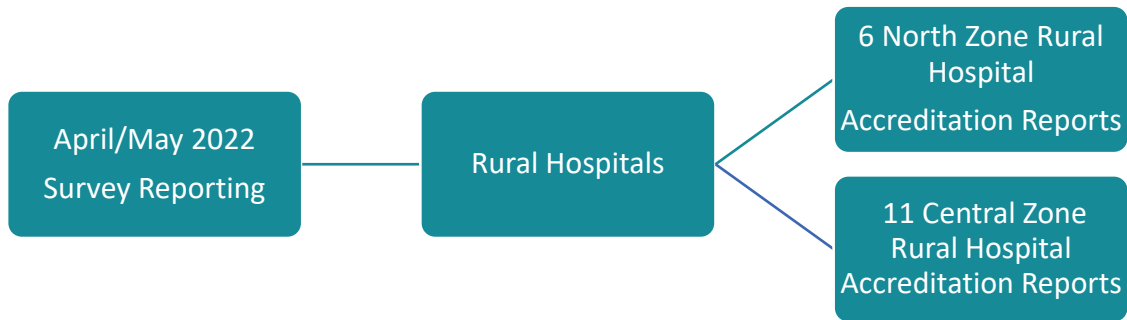 April/May 2022
Survey Reporting
Rural Hospitals
6 North Zone Rural
Hospital
Accreditation Reports
11 Central Zone
Rural Hospital
Accreditation Reports